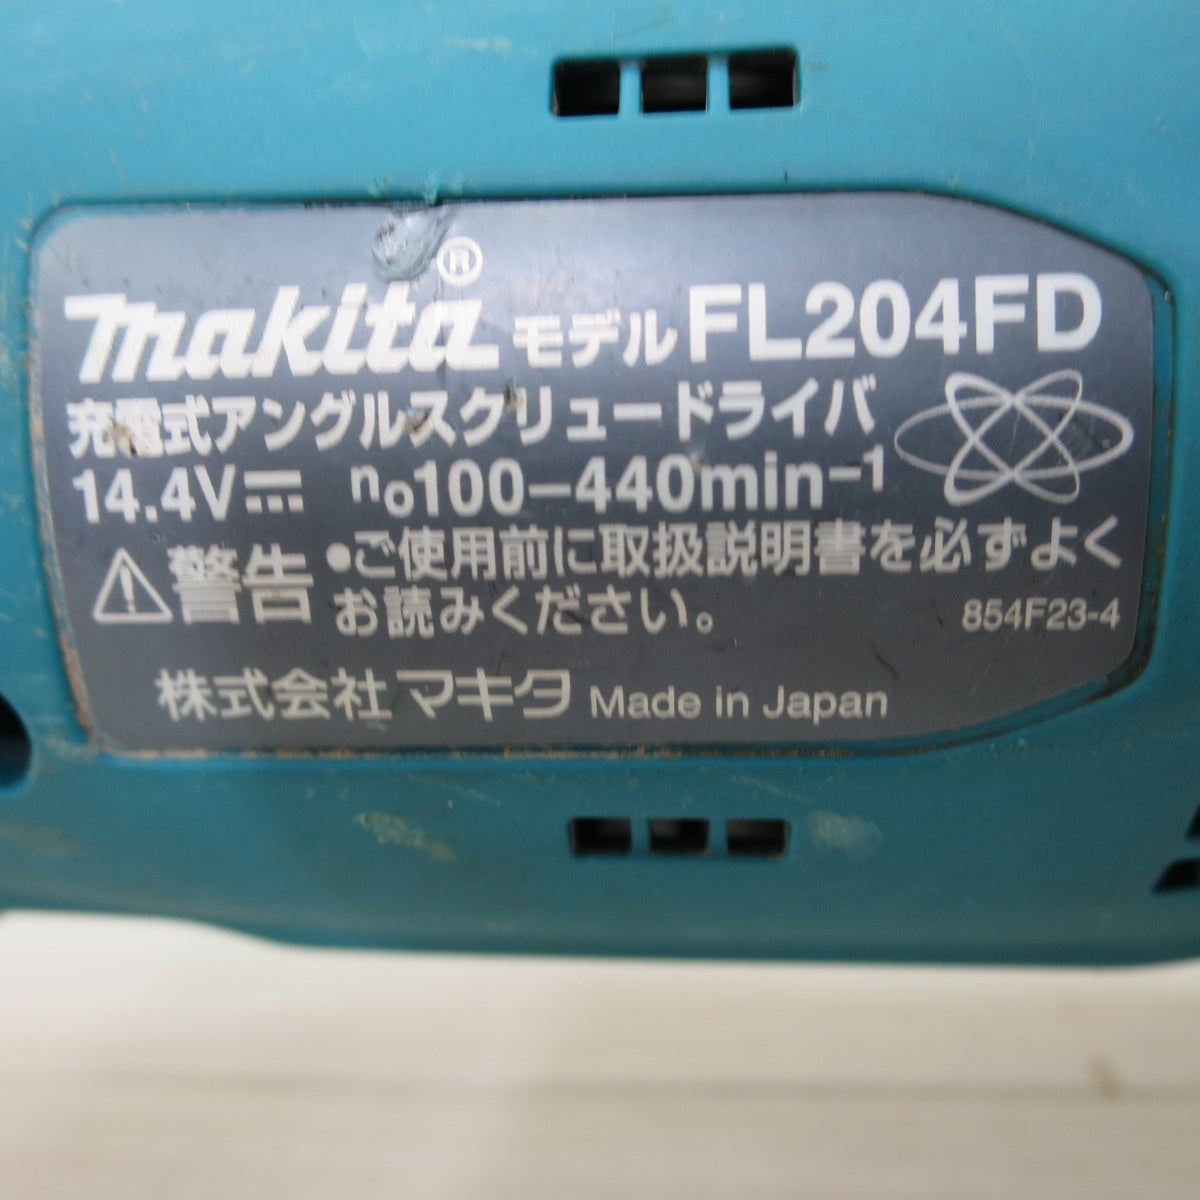 makita® モデル FL204FD
充電式アングルスクリュードライバ
14.4V⎓ n₀100-440min⁻¹
⚠警告 •ご使用前に取扱説明書を必ずよく
お読みください。
854F23-4
株式会社マキタ Made in Japan